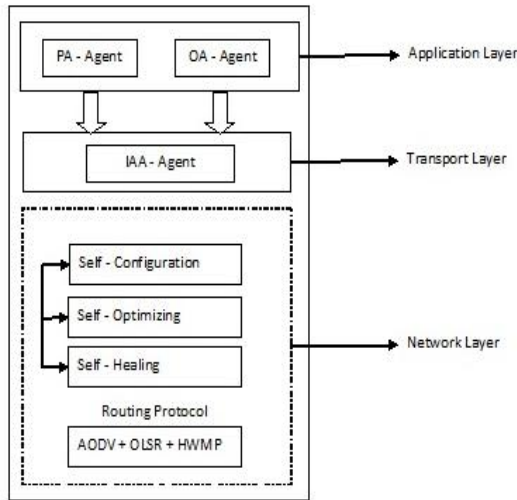 PA - Agent
OA - Agent
Application Layer
IAA - Agent
Transport Layer
Self - Configuration
Self - Optimizing
Self - Healing
Network Layer
Routing Protocol
AODV + OLSR + HWMP